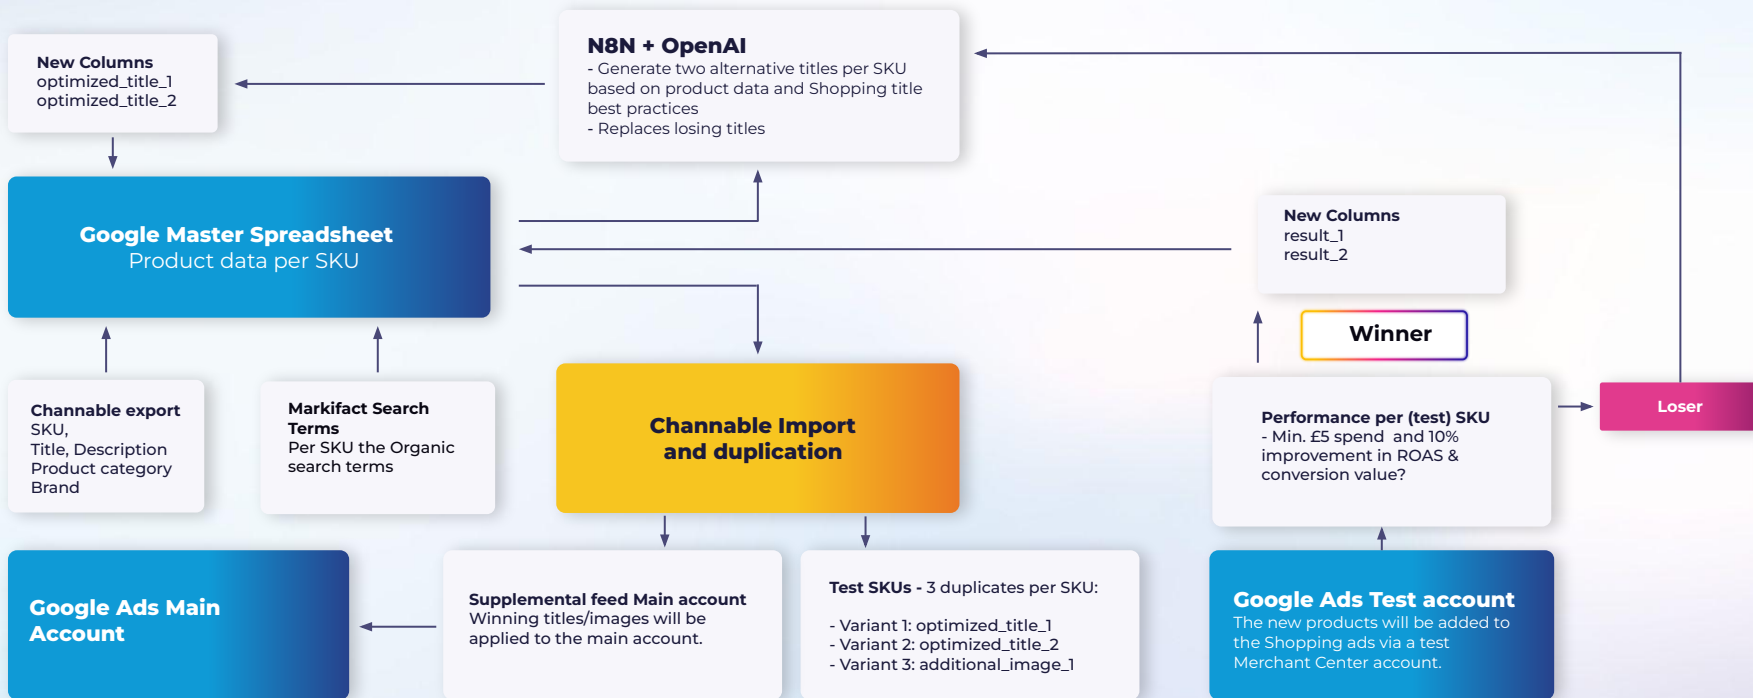 New Columns
optimized_title_1
optimized_title_2
N8N + OpenAI
- Generate two alternative titles per SKU
based on product data and Shopping title
best practices
- Replaces losing titles
Google Master Spreadsheet
Product data per SKU
New Columns
result_1
result_2
Winner
Channable export
SKU,
Title, Description
Product category
Brand
Markifact Search
Terms
Per SKU the Organic
search terms
Channable Import
and duplication
Performance per (test) SKU
- Min. £5 spend  and 10%
improvement in ROAS &
conversion value?
Loser
Google Ads Main
Account
Supplemental feed Main account
Winning titles/images will be
applied to the main account.
Test SKUs - 3 duplicates per SKU:
- Variant 1: optimized_title_1
- Variant 2: optimized_title_2
- Variant 3: additional_image_1
Google Ads Test account
The new products will be added to
the Shopping ads via a test
Merchant Center account.